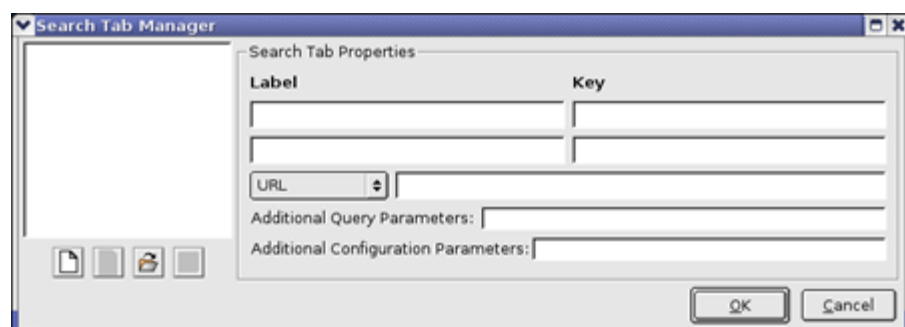 Search Tab Manager
Search Tab Properties
Label Key
URL
Additional Query Parameters:
Additional Configuration Parameters:
OK Cancel